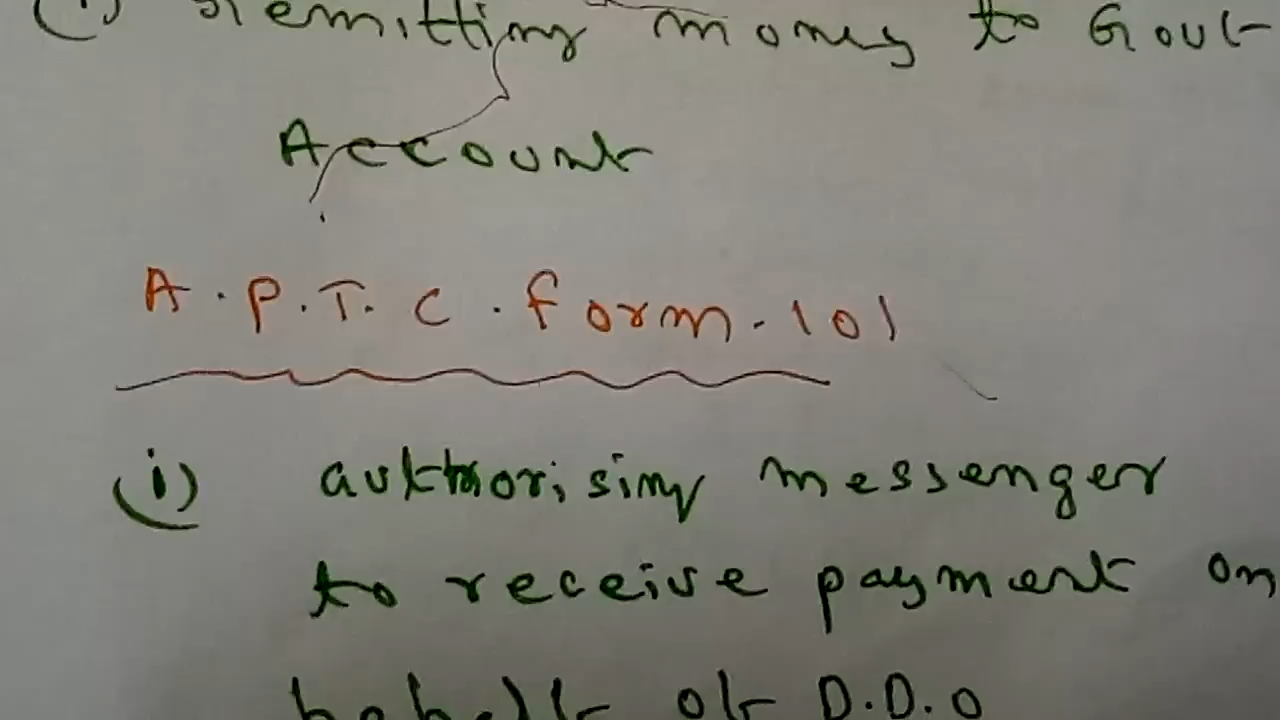 (i) Remitting money to Govt
Account
A.P.T.C. form-101
(i) authorising messenger
to receive payment on
behalf of D.D.O